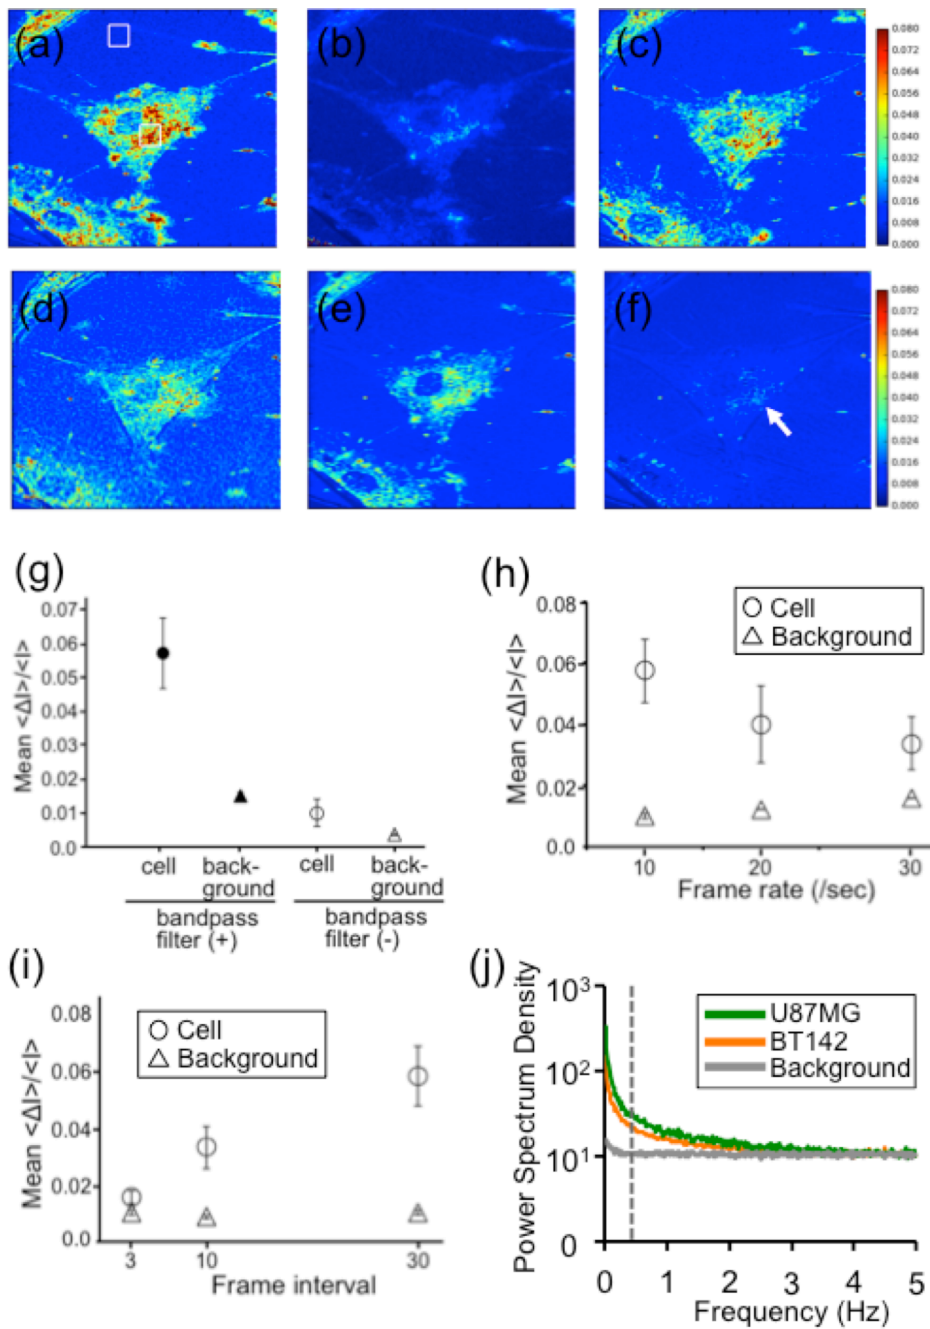 (a)
(b)
(c)
0.080
0.072
0.064
0.056
0.048
0.040
0.032
0.024
0.016
0.008
0.000
(d)
(e)
(f)
0.080
0.072
0.064
0.056
0.048
0.040
0.032
0.024
0.016
0.008
0.000
(g)
Mean <ΔI>/<I>
0.07
0.06
0.05
0.04
0.03
0.02
0.01
0.0
cell
back-
ground
cell
back-
ground
bandpass
filter (+)
bandpass
filter (-)
(h)
Mean <ΔI>/<I>
0.08
0.06
0.04
0.02
0.0
Cell
Background
10
20
30
Frame rate (/sec)
(i)
Mean <ΔI>/<I>
0.08
0.06
0.04
0.02
0.0
Cell
Background
3
10
30
Frame interval
(j)
Power Spectrum Density
10³
10²
10¹
0
U87MG
BT142
Background
0
1
2
3
4
5
Frequency (Hz)